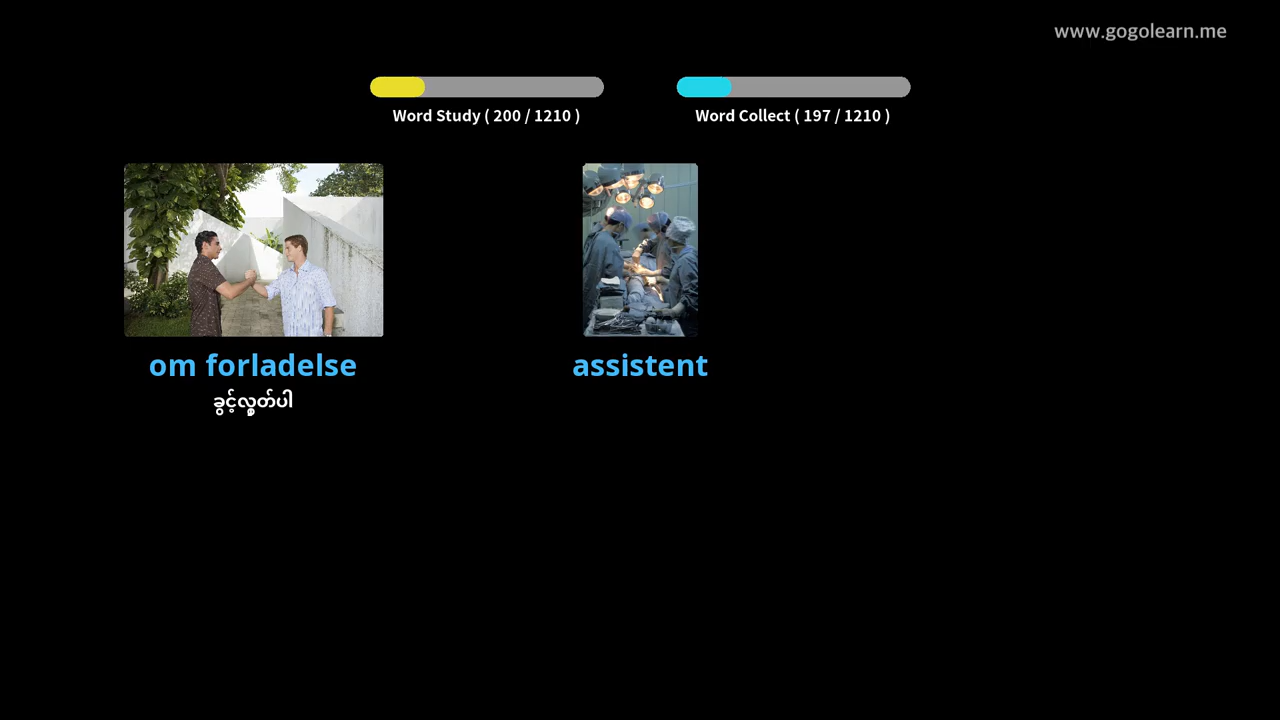 www.gogolearn.me
Word Study ( 200 / 1210 )
Word Collect ( 197 / 1210 )
om forladelse
assistent
ခွင့်လွှတ်ပါ